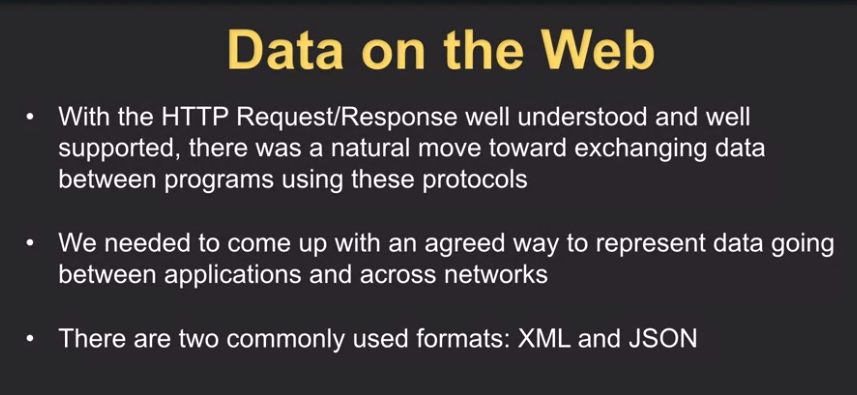 Data on the Web
• With the HTTP Request/Response well understood and well
supported, there was a natural move toward exchanging data
between programs using these protocols
• We needed to come up with an agreed way to represent data going
between applications and across networks
• There are two commonly used formats: XML and JSON